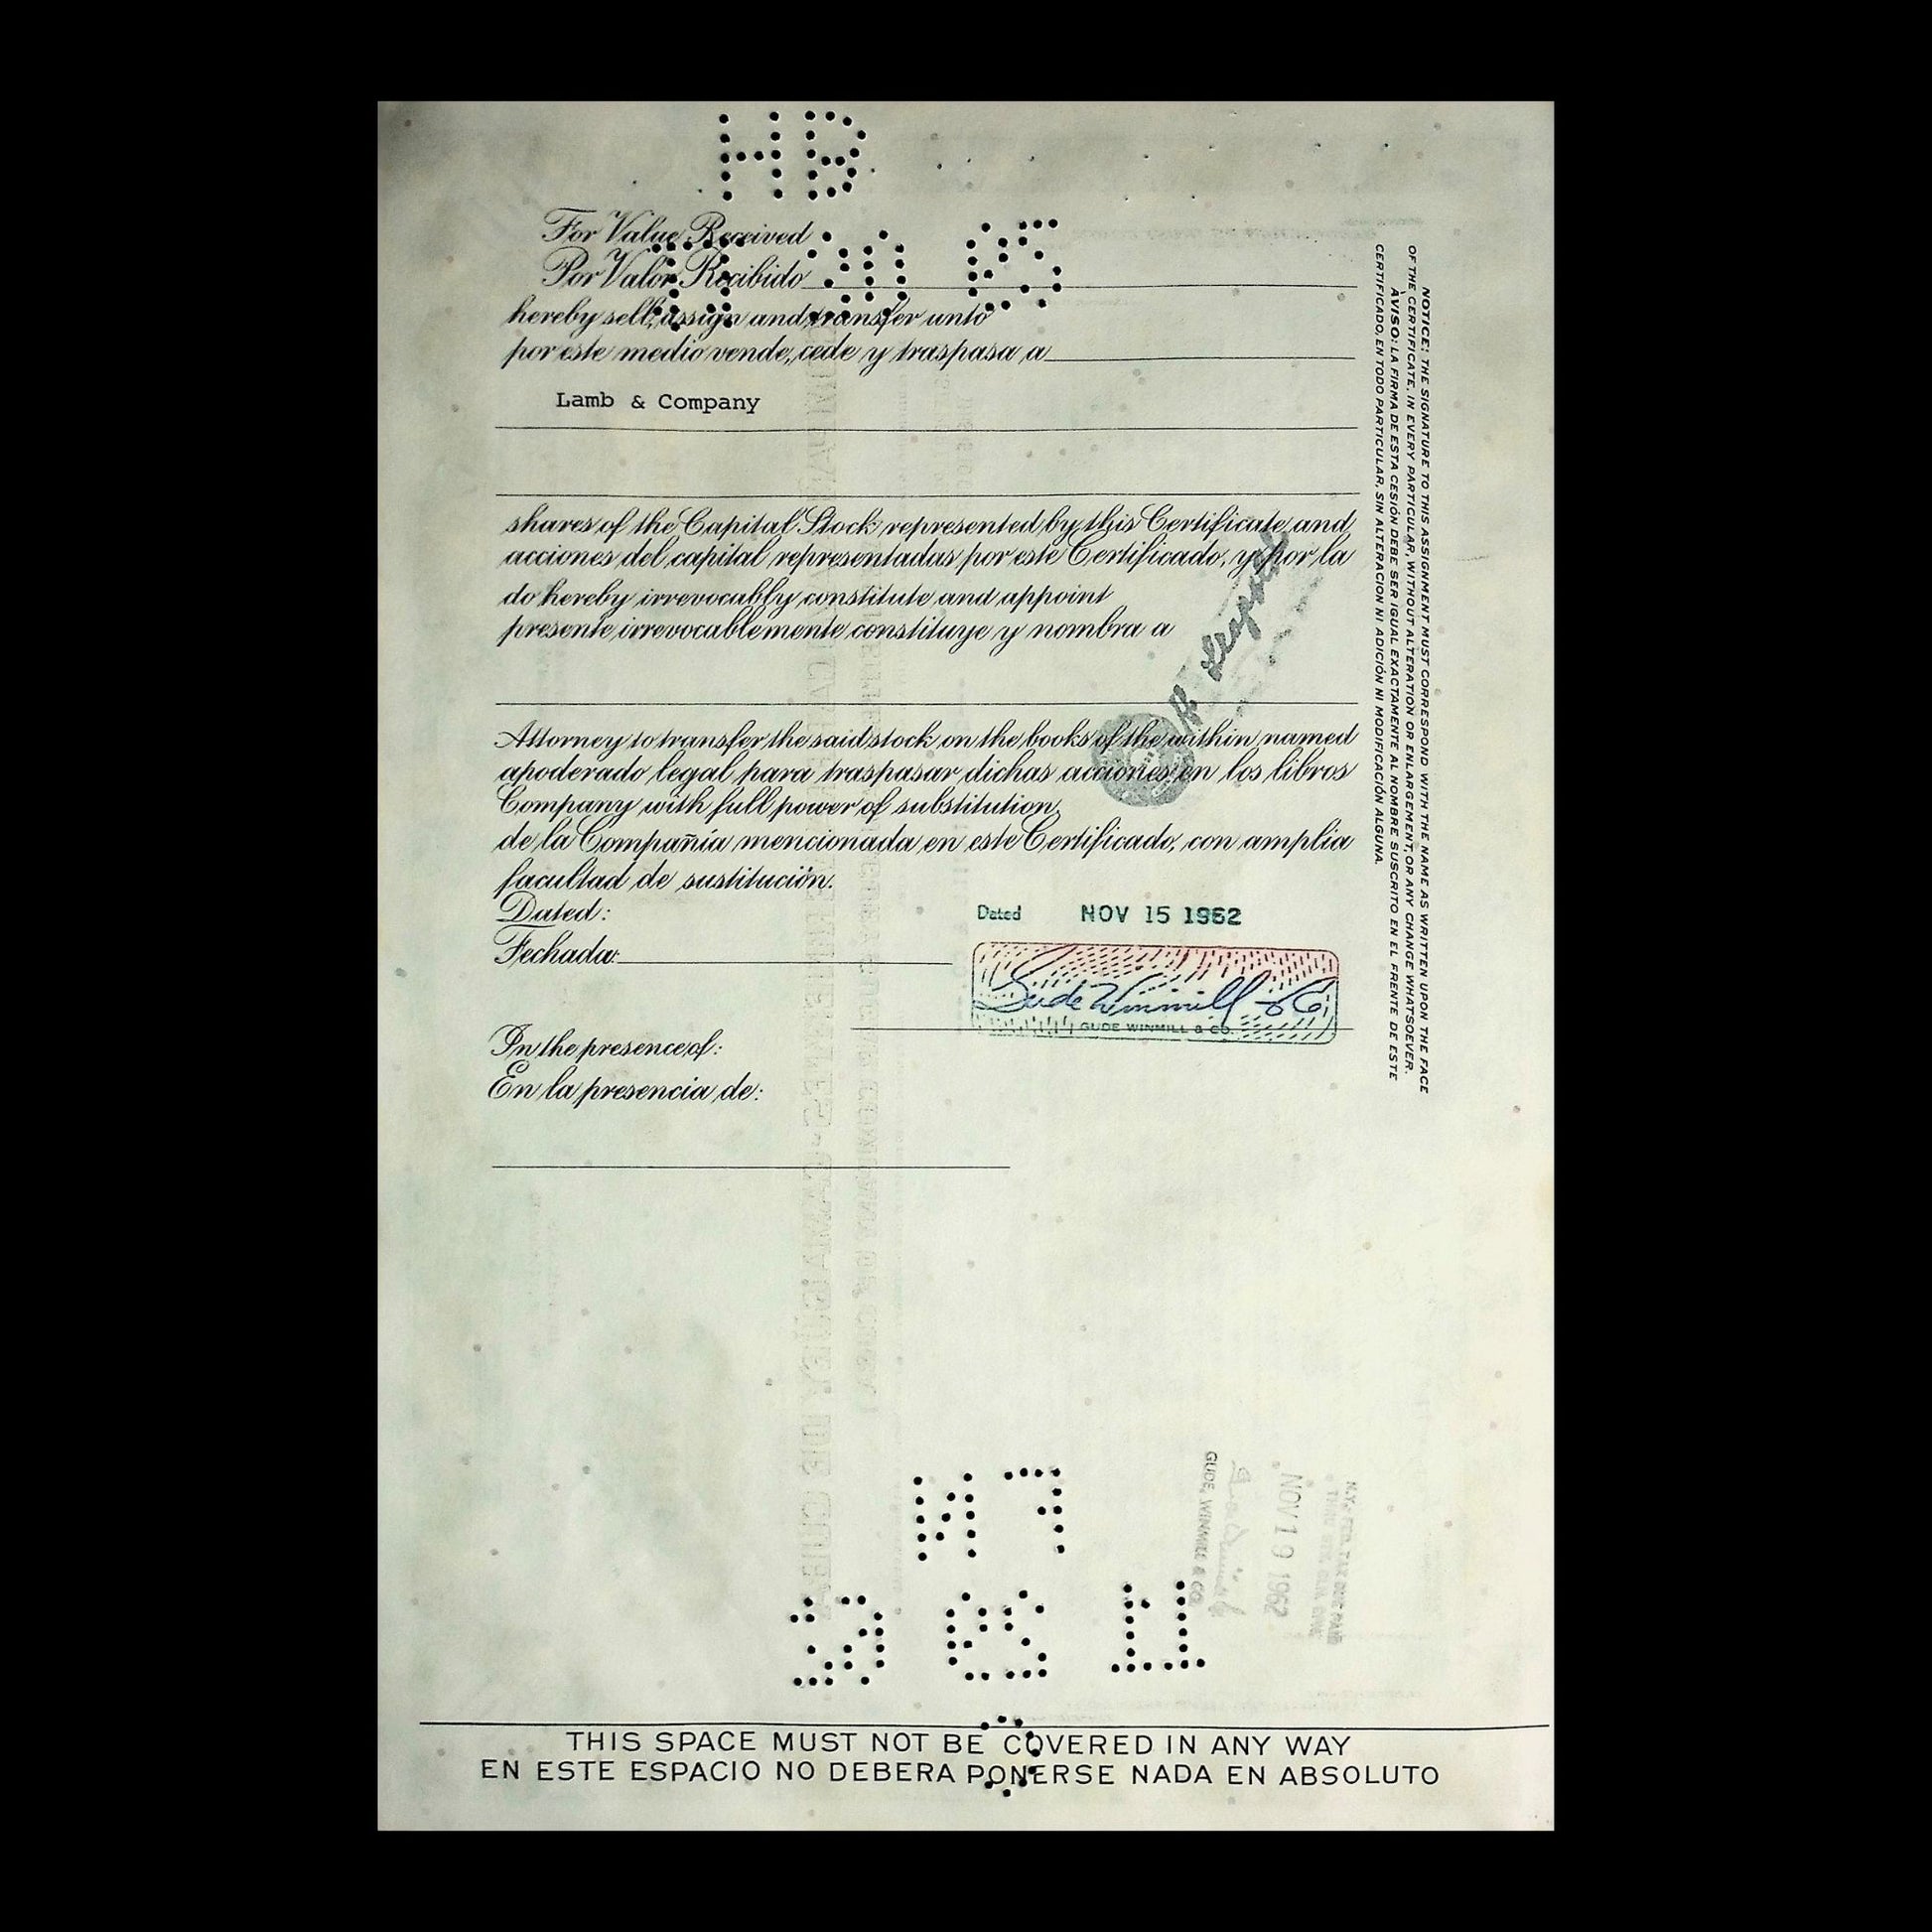 HB
For Value Received
Por Valor Recibido
hereby sell, assign and transfer unto
por este medio vende, cede y traspasa a
Lamb & Company
shares of the Capital Stock represented by this Certificate and
acciones del capital representadas por este Certificado, y por la
do hereby irrevocably constitute and appoint
presente irrevocablemente constituye y nombra a
Attorney to transfer the said stock on the books of the within named
apoderado legal para traspasar dichas acciones en los libros
Company with full power of substitution.
de la Compañia mencionada en este Certificado, con amplia
facultad de sustitución.
Dated:
Dated NOV 15 1962
Fechada:
Gude Winmill & Co.
GUDE WINMILL & CO.
In the presence of:
En la presencia de:
NOTICE: THE SIGNATURE TO THIS ASSIGNMENT MUST CORRESPOND WITH THE NAME AS WRITTEN UPON THE FACE
OF THE CERTIFICATE, IN EVERY PARTICULAR, WITHOUT ALTERATION OR ENLARGEMENT, OR ANY CHANGE WHATSOEVER.
AVISO: LA FIRMA DE ESTA CESIÓN DEBE SER IGUAL EXACTAMENTE AL NOMBRE SUSCRITO EN EL FRENTE DE ESTE
CERTIFICADO, EN TODO PARTICULAR, SIN ALTERACION NI ADICIÓN NI MODIFICACIÓN ALGUNA.
GUDE, WINMILL & CO.
NOV 19 1962
THIS SPACE MUST NOT BE COVERED IN ANY WAY
EN ESTE ESPACIO NO DEBERA PONERSE NADA EN ABSOLUTO